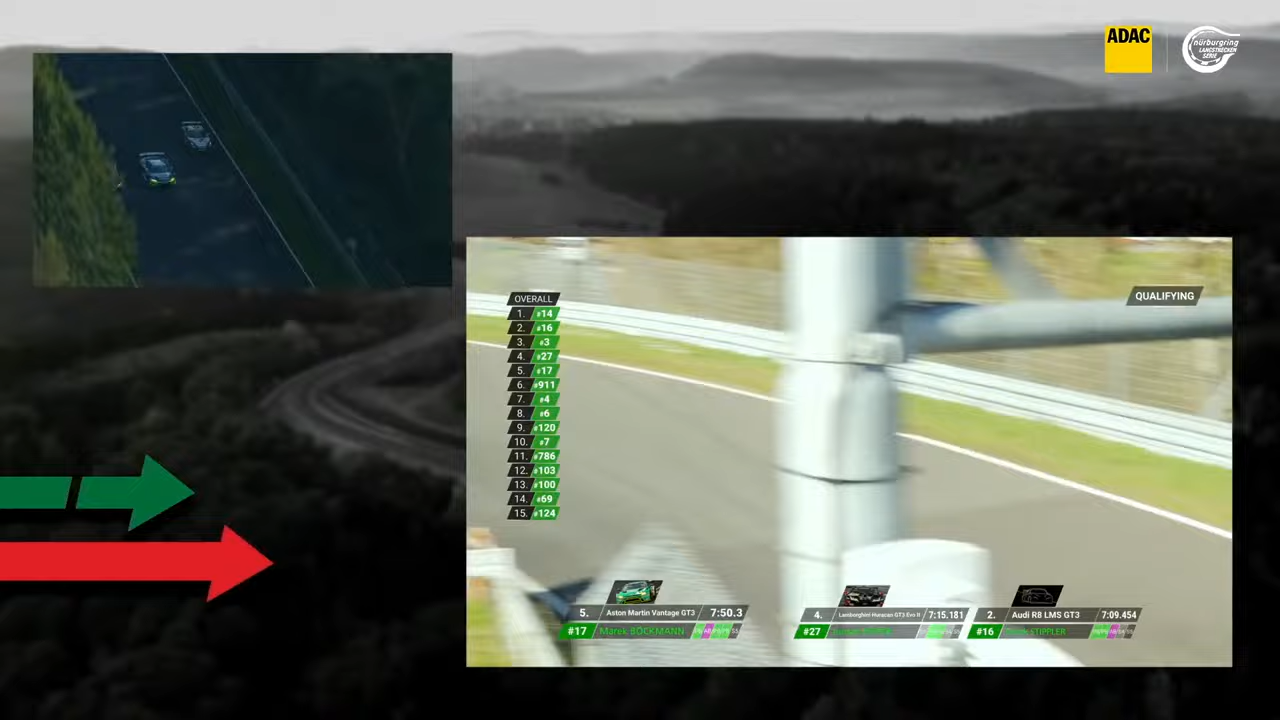 ADAC
nürburgring
LANGSTRECKEN
SERIE
QUALIFYING
OVERALL
1. #14
2. #16
3. #3
4. #27
5. #17
6. #911
7. #4
8. #6
9. #120
10. #7
11. #786
12. #103
13. #100
14. #69
15. #124
5. Aston Martin Vantage GT3 7:50.3
#17 Marek BÖCKMANN
4. Lamborghini Huracan GT3 Evo II 7:15.181
#27
2. Audi R8 LMS GT3 7:09.454
#16 STIPPLER